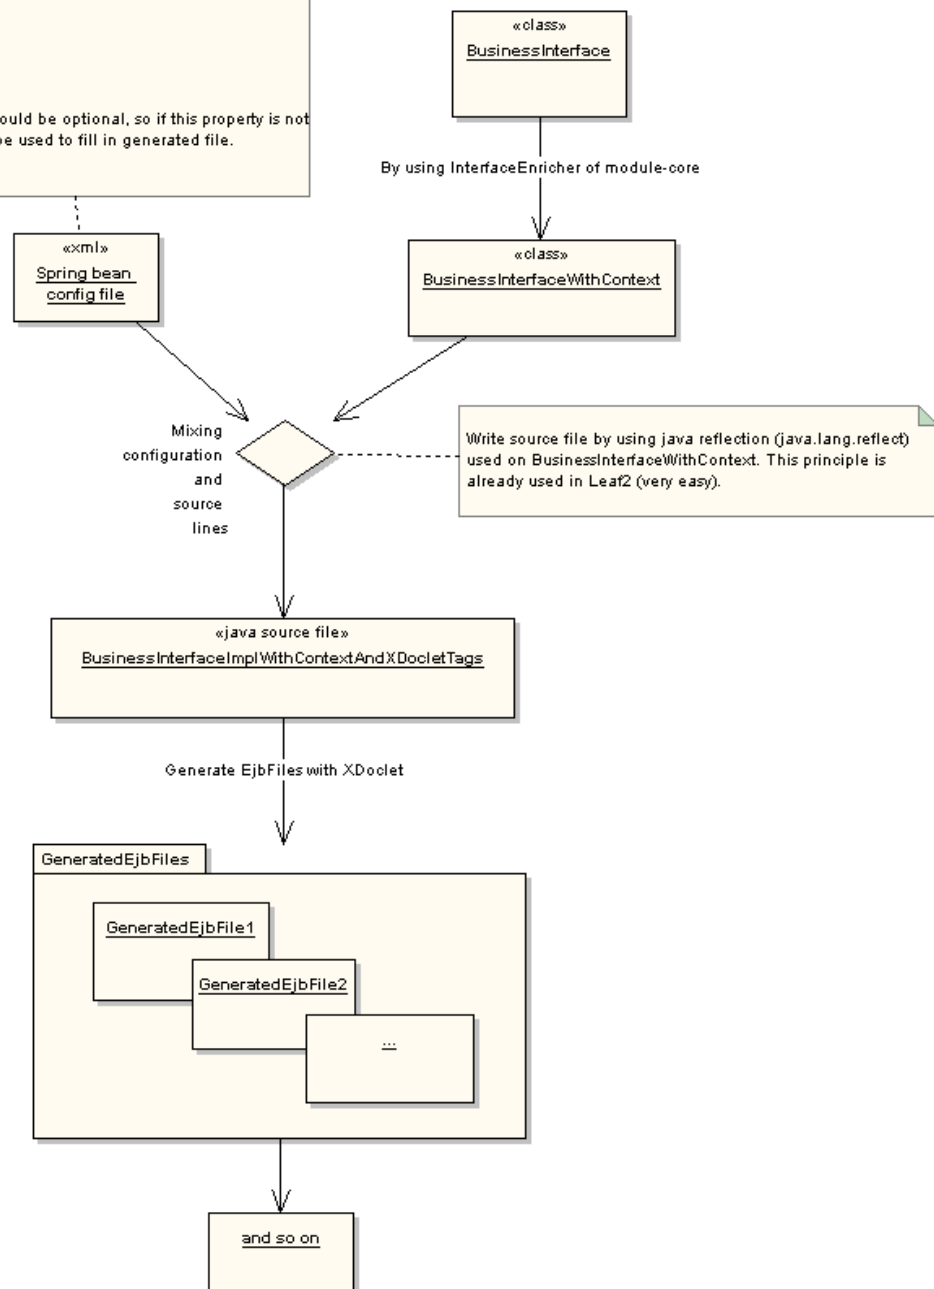 «class»
BusinessInterface
ould be optional, so if this property is not
be used to fill in generated file.
By using InterfaceEnricher of module-core
«xml»
Spring bean
config file
«class»
BusinessInterfaceWithContext
Mixing
configuration
and
source
lines
Write source file by using java reflection (java.lang.reflect)
used on BusinessInterfaceWithContext. This principle is
already used in Leaf2 (very easy).
«java source file»
BusinessInterfaceImplWithContextAndXDocletTags
Generate EjbFiles with XDoclet
GeneratedEjbFiles
GeneratedEjbFile1
GeneratedEjbFile2
...
and so on